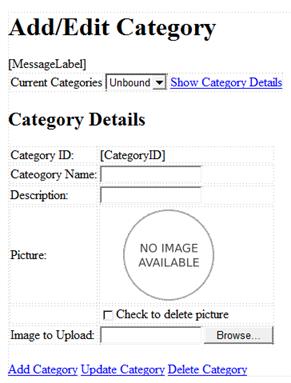 Add/Edit Category
[MessageLabel]
Current Categories Unbound Show Category Details
Category Details
Category ID: [CategoryID]
Cateogory Name:
Description:
NO IMAGE
AVAILABLE
Picture:
Check to delete picture
Image to Upload: Browse...
Add Category Update Category Delete Category